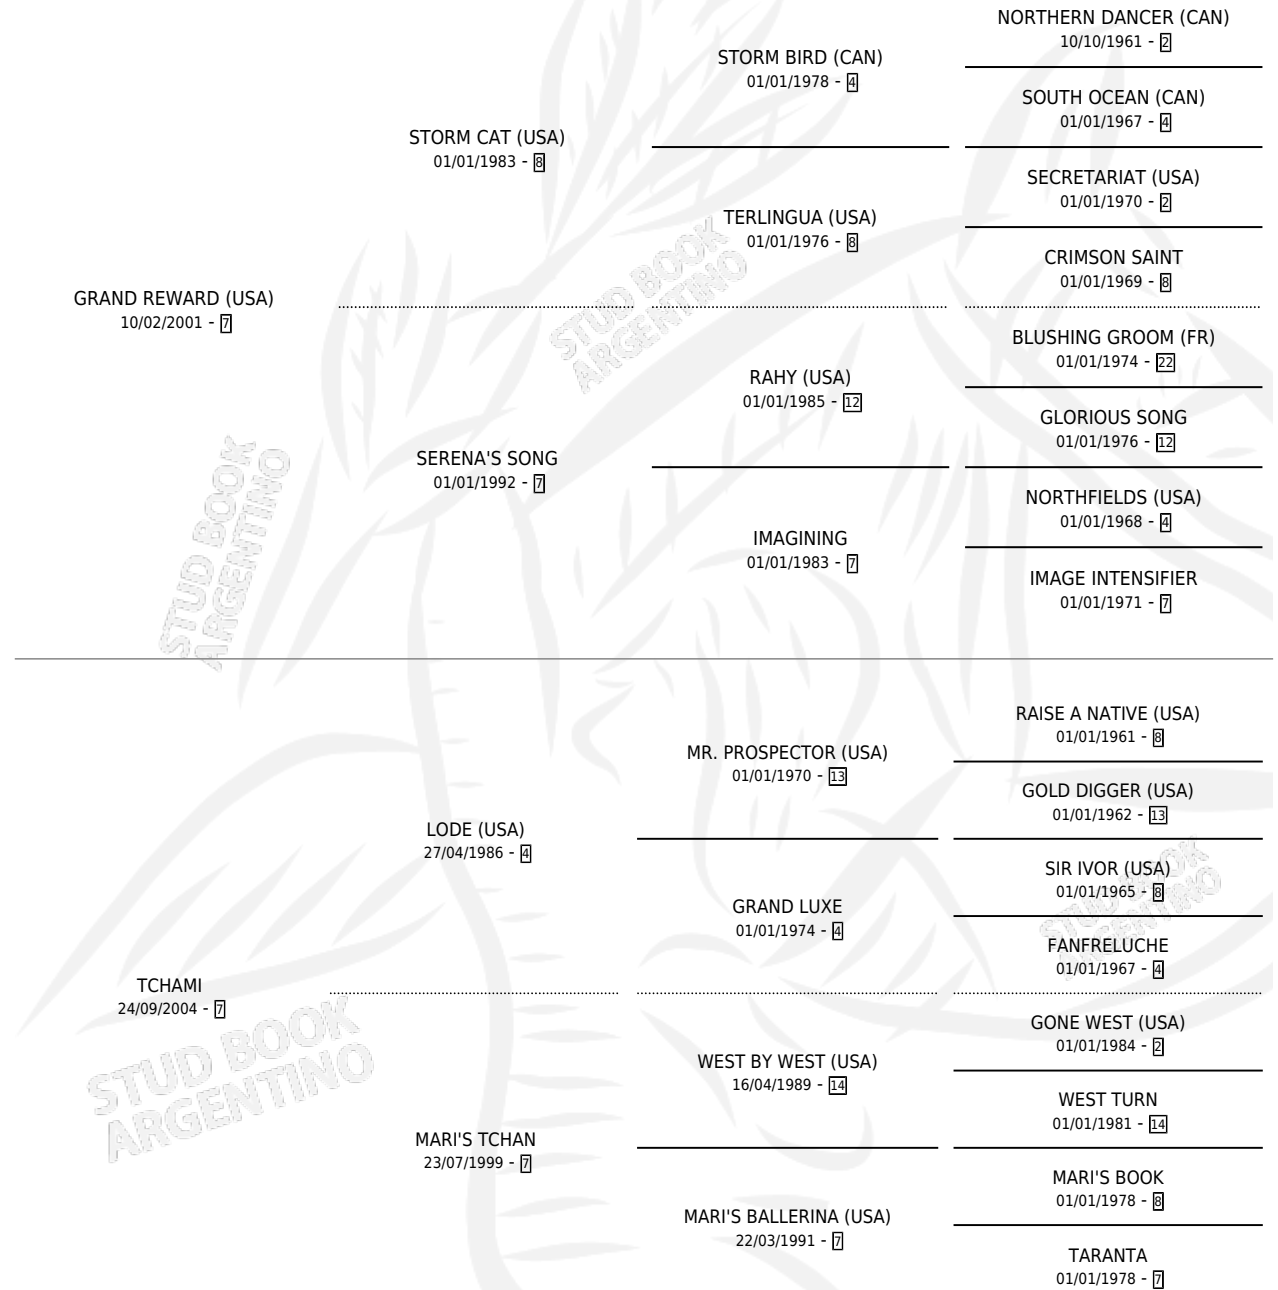 NORTHERN DANCER (CAN)
10/10/1961 - 2
STORM BIRD (CAN)
01/01/1978 - 4
SOUTH OCEAN (CAN)
01/01/1967 - 4
STORM CAT (USA)
01/01/1983 - 8
SECRETARIAT (USA)
01/01/1970 - 2
TERLINGUA (USA)
01/01/1976 - 8
CRIMSON SAINT
01/01/1969 - 8
GRAND REWARD (USA)
10/02/2001 - 7
BLUSHING GROOM (FR)
01/01/1974 - 22
RAHY (USA)
01/01/1985 - 12
GLORIOUS SONG
01/01/1976 - 12
SERENA'S SONG
01/01/1992 - 7
NORTHFIELDS (USA)
01/01/1968 - 4
IMAGINING
01/01/1983 - 7
IMAGE INTENSIFIER
01/01/1971 - 7
RAISE A NATIVE (USA)
01/01/1961 - 8
MR. PROSPECTOR (USA)
01/01/1970 - 13
GOLD DIGGER (USA)
01/01/1962 - 13
LODE (USA)
27/04/1986 - 4
SIR IVOR (USA)
01/01/1965 - 8
GRAND LUXE
01/01/1974 - 4
FANFRELUCHE
01/01/1967 - 4
TCHAMI
24/09/2004 - 7
GONE WEST (USA)
01/01/1984 - 2
WEST BY WEST (USA)
16/04/1989 - 14
WEST TURN
01/01/1981 - 14
MARI'S TCHAN
23/07/1999 - 7
MARI'S BOOK
01/01/1978 - 8
MARI'S BALLERINA (USA)
22/03/1991 - 7
TARANTA
01/01/1978 - 7
STUD BOOK
ARGENTINO
STUD BOOK
ARGENTINO
STUD BOOK
ARGENTINO
STUD BOOK
ARGENTINO